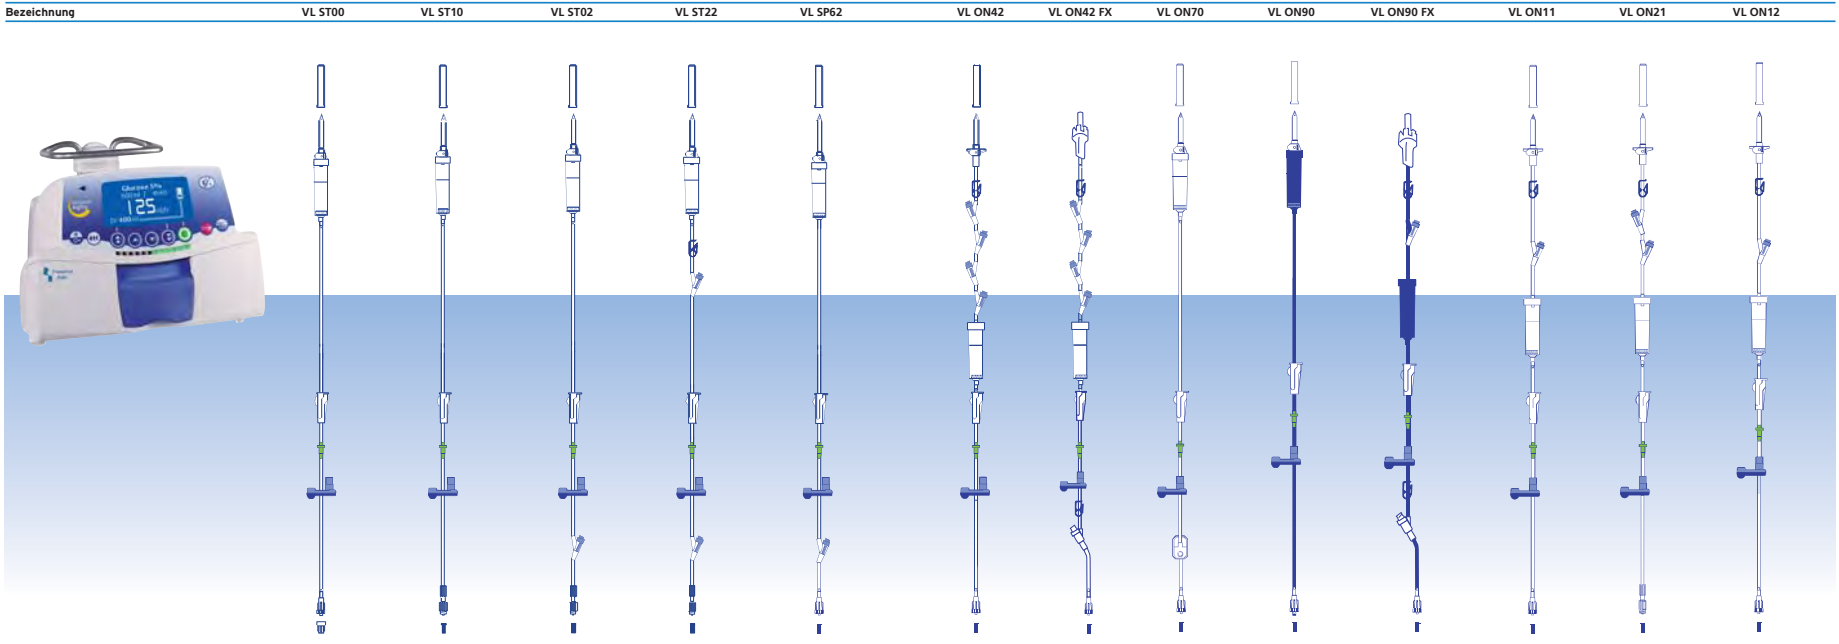 Bezeichnung VL ST00 VL ST10 VL ST02 VL ST22 VL SP62 VL ON42 VL ON42 FX VL ON70 VL ON90 VL ON90 FX VL ON11 VL ON21 VL ON12
Glucose 5%
125